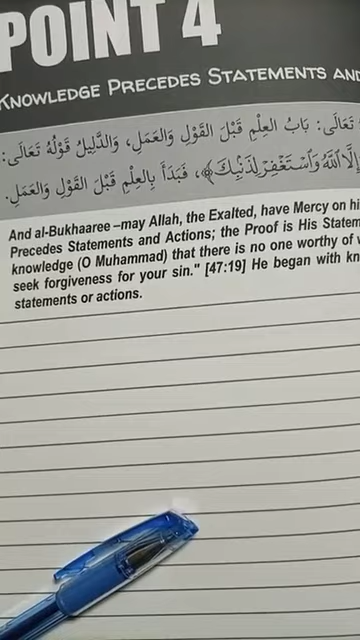 POINT 4
KNOWLEDGE PRECEDES STATEMENTS AND
تَعَالَى: بَابُ العِلْمِ قَبْلَ القَوْلِ وَالعَمَلِ، وَالدَّلِيلُ قَوْلُهُ تَعَالَى:
إِلَّا اللَّهُ وَاسْتَغْفِرْ لِذَنْبِكَ﴾، فَبَدَأَ بِالعِلْمِ قَبْلَ القَوْلِ وَالعَمَلِ.
And al-Bukhaaree –may Allah, the Exalted, have Mercy on hi
Precedes Statements and Actions; the Proof is His Statem
knowledge (O Muhammad) that there is no one worthy of w
seek forgiveness for your sin." [47:19] He began with kn
statements or actions.